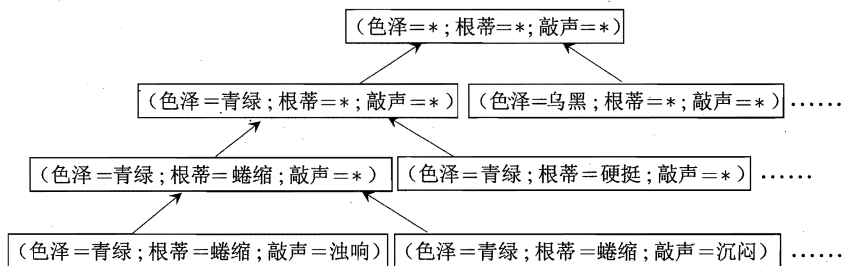 (色泽=*;根蒂=*;敲声=*)
(色泽=青绿;根蒂=*;敲声=*) (色泽=乌黑;根蒂=*;敲声=*) ······
(色泽=青绿;根蒂=蜷缩;敲声=*) (色泽=青绿;根蒂=硬挺;敲声=*) ······
(色泽=青绿;根蒂=蜷缩;敲声=浊响) (色泽=青绿;根蒂=蜷缩;敲声=沉闷) ······